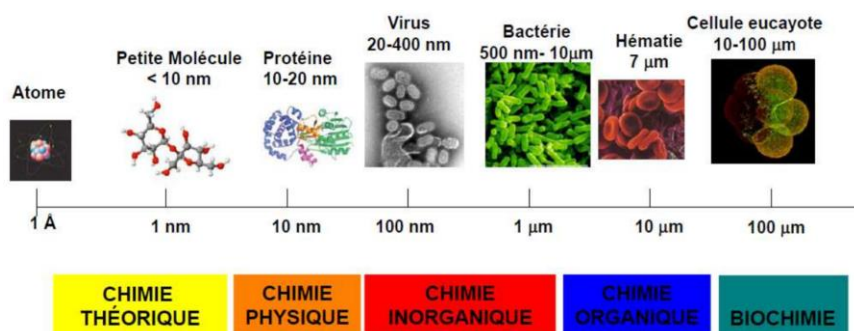 Atome
Petite Molécule
< 10 nm
Protéine
10-20 nm
Virus
20-400 nm
Bactérie
500 nm- 10µm
Hématie
7 µm
Cellule eucayote
10-100 µm
1 Å
1 nm
10 nm
100 nm
1 µm
10 µm
100 µm
CHIMIE
THÉORIQUE
CHIMIE
PHYSIQUE
CHIMIE
INORGANIQUE
CHIMIE
ORGANIQUE
BIOCHIMIE